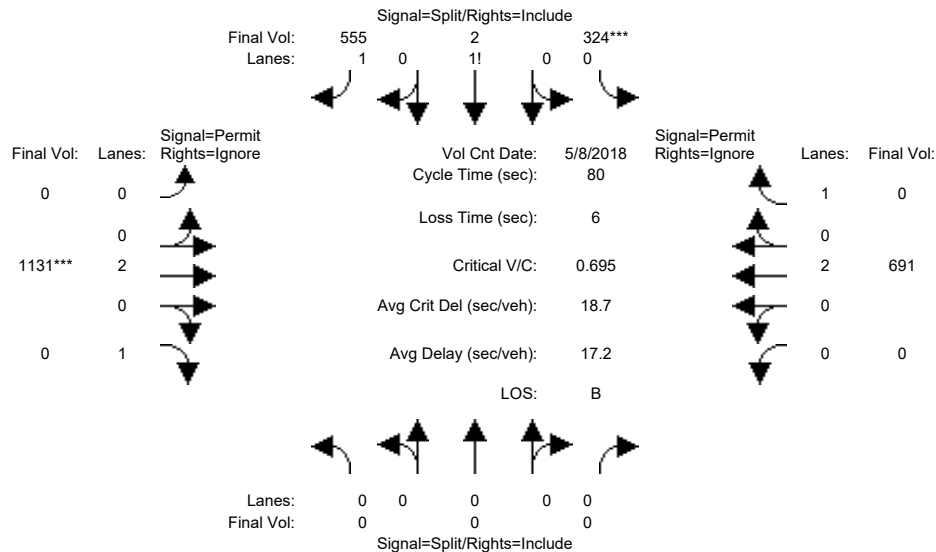 Signal=Split/Rights=Include
Final Vol: 555 2 324***
Lanes: 1 0 1! 0 0
Signal=Permit Signal=Permit
Final Vol: Lanes: Rights=Ignore Vol Cnt Date: 5/8/2018 Rights=Ignore Lanes: Final Vol:
Cycle Time (sec): 80
0 0 1 0
Loss Time (sec): 6
0 0
1131*** 2 Critical V/C: 0.695 2 691
0 Avg Crit Del (sec/veh): 18.7 0
0 1 Avg Delay (sec/veh): 17.2 0 0
LOS: B
Lanes: 0 0 0 0 0
Final Vol: 0 0 0
Signal=Split/Rights=Include